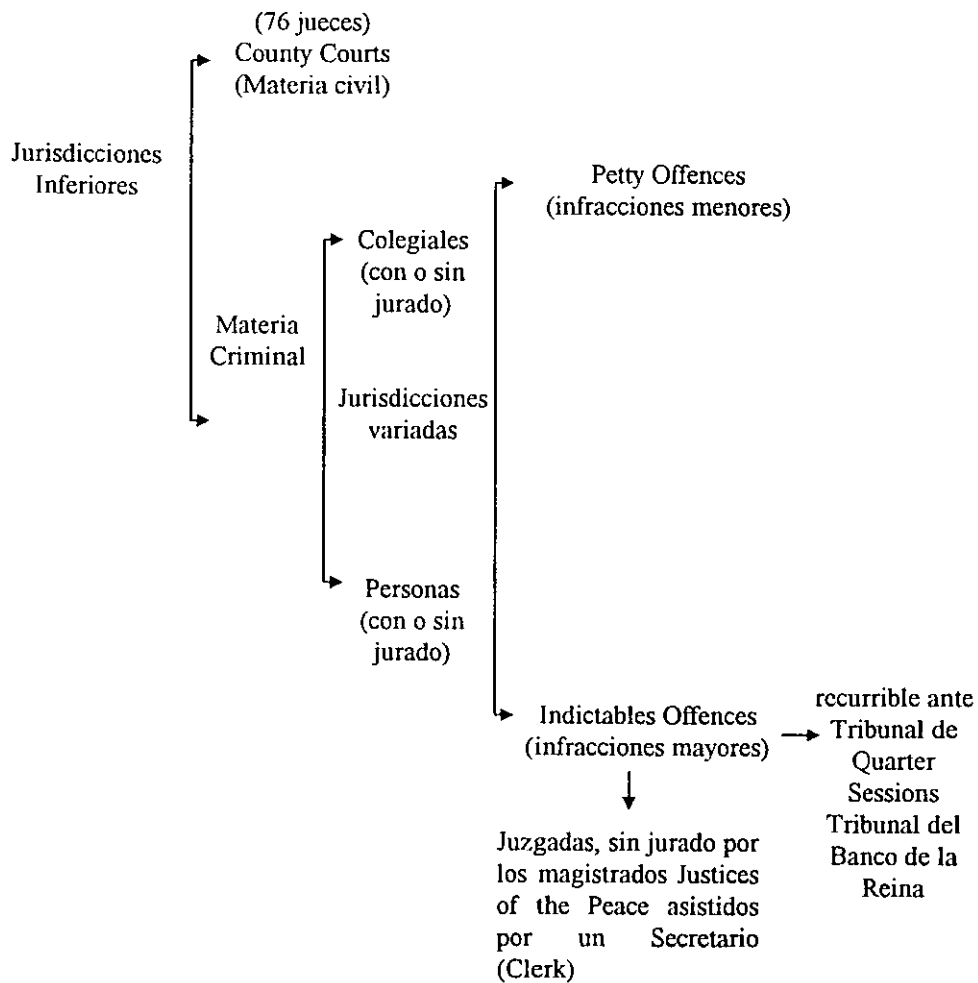 (76 jueces)
County Courts
(Materia civil)
Jurisdicciones
Inferiores
Petty Offences
(infracciones menores)
Colegiales
(con o sin
jurado)
Materia
Criminal
Jurisdicciones
variadas
Personas
(con o sin
jurado)
Indictables Offences
(infracciones mayores)
recurrible ante
Tribunal de
Quarter
Sessions
Tribunal del
Banco de la
Reina
Juzgadas, sin jurado por
los magistrados Justices
of the Peace asistidos
por un Secretario
(Clerk)